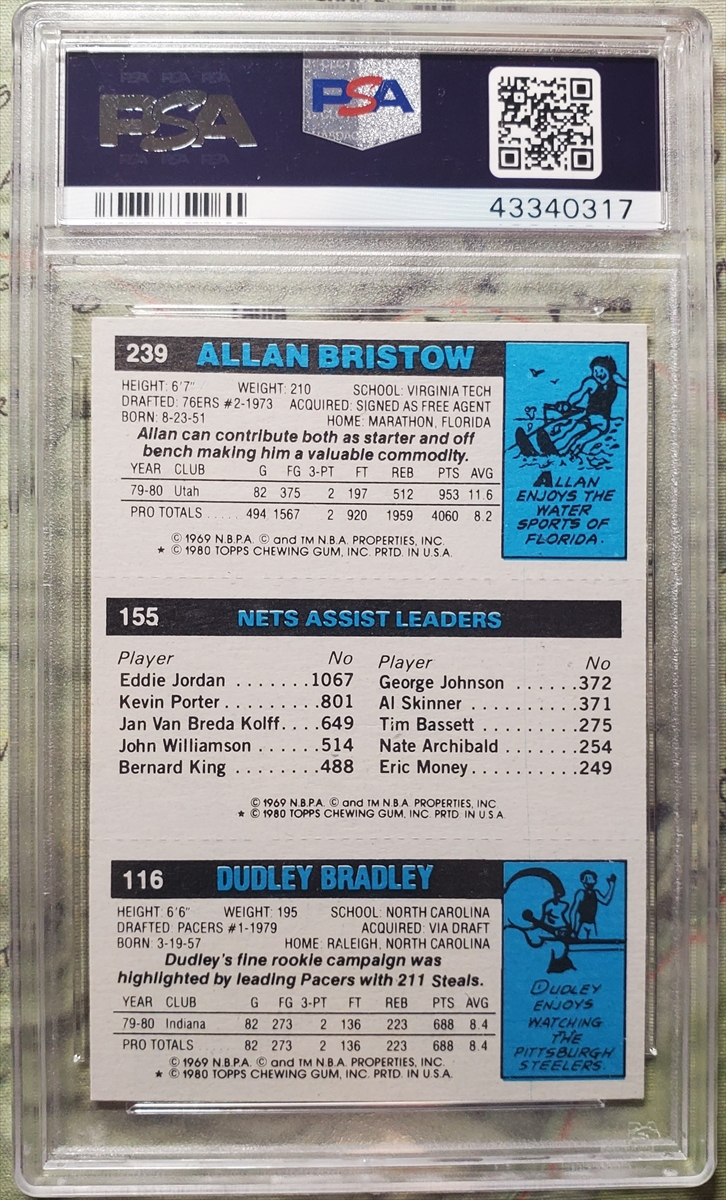 PSA
PSA
43340317
239 ALLAN BRISTOW
HEIGHT: 6'7" WEIGHT: 210 SCHOOL: VIRGINIA TECH
DRAFTED: 76ERS #2-1973 ACQUIRED: SIGNED AS FREE AGENT
BORN: 8-23-51 HOME: MARATHON, FLORIDA
Allan can contribute both as starter and off
bench making him a valuable commodity.
YEAR CLUB G FG 3-PT FT REB PTS AVG
79-80 Utah 82 375 2 197 512 953 11.6
PRO TOTALS ..... 494 1567 2 920 1959 4060 8.2
© 1969 N.B.P.A. © and TM N.B.A. PROPERTIES, INC.
★ © 1980 TOPPS CHEWING GUM, INC. PRTD. IN U.S.A.
ALLAN
ENJOYS THE
WATER
SPORTS OF
FLORIDA.
155 NETS ASSIST LEADERS
Player No Player No
Eddie Jordan .......1067 George Johnson ......372
Kevin Porter .........801 Al Skinner ..........371
Jan Van Breda Kolff....649 Tim Bassett ........275
John Williamson ......514 Nate Archibald .....254
Bernard King ........488 Eric Money..........249
© 1969 N.B.P.A. © and TM N.B.A. PROPERTIES, INC
★ © 1980 TOPPS CHEWING GUM, INC. PRTD IN U.S.A.
116 DUDLEY BRADLEY
HEIGHT: 6'6" WEIGHT: 195 SCHOOL: NORTH CAROLINA
DRAFTED PACERS #1-1979 ACQUIRED: VIA DRAFT
BORN: 3-19-57 HOME: RALEIGH, NORTH CAROLINA
Dudley's fine rookie campaign was
highlighted by leading Pacers with 211 Steals.
YEAR CLUB G FG 3-PT FT REB PTS AVG
79-80 Indiana 82 273 2 136 223 688 8.4
PRO TOTALS ..... 82 273 2 136 223 688 8.4
© 1969 N.B.P.A. © and TM N.B.A. PROPERTIES, INC.
★ © 1980 TOPPS CHEWING GUM, INC. PRTD. IN U.S.A.
DUDLEY
ENJOYS
WATCHING
THE
PITTSBURGH
STEELERS.